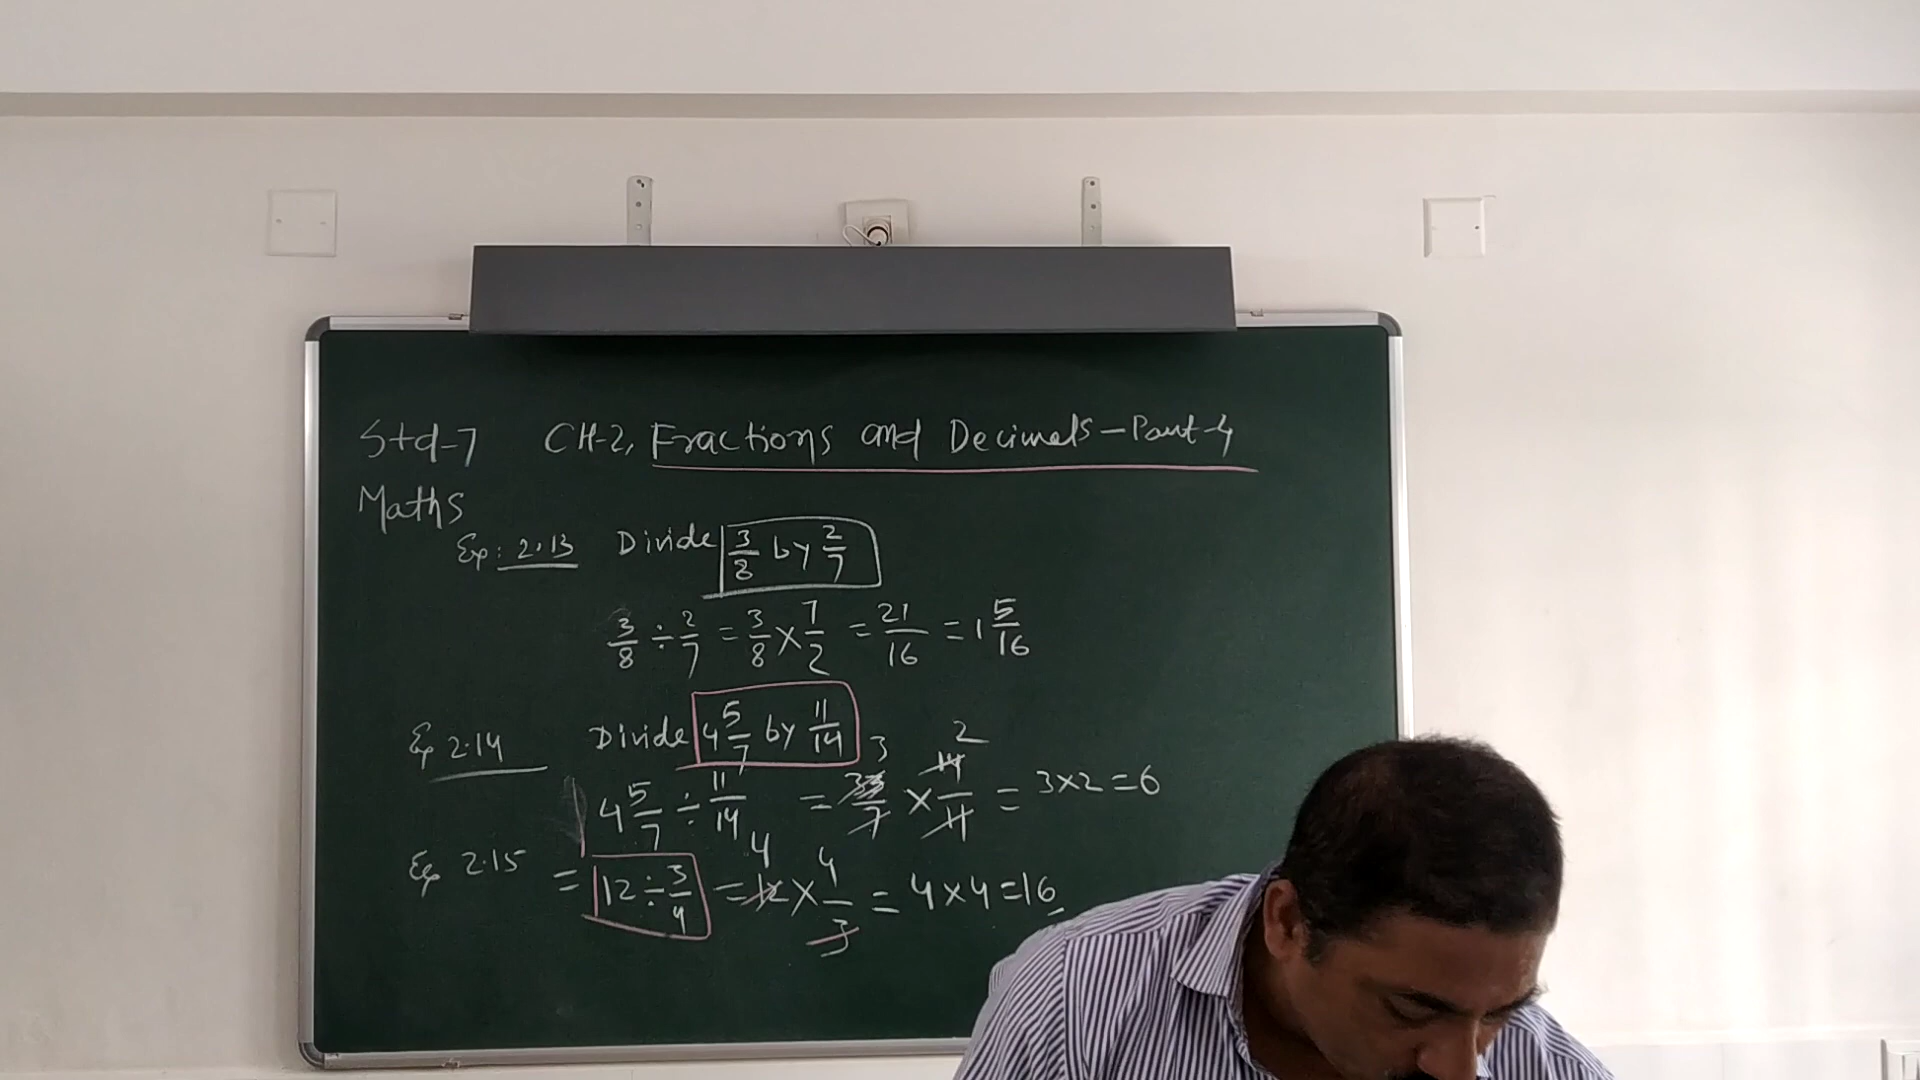 Std-7 CH-2, Fractions and Decimals-Part-4
Maths
Ex: 2.13 Divide 3/8 by 2/7
3/8 ÷ 2/7 = 3/8 × 7/2 = 21/16 = 1 5/16
Ex 2.14 Divide 4 5/7 by 11/14
4 5/7 ÷ 11/14 = 33/7 3 × 14/11 2 = 3×2=6
Ex 2.15 = 12 ÷ 3/4 = 12 4 × 4/3 = 4×4=16